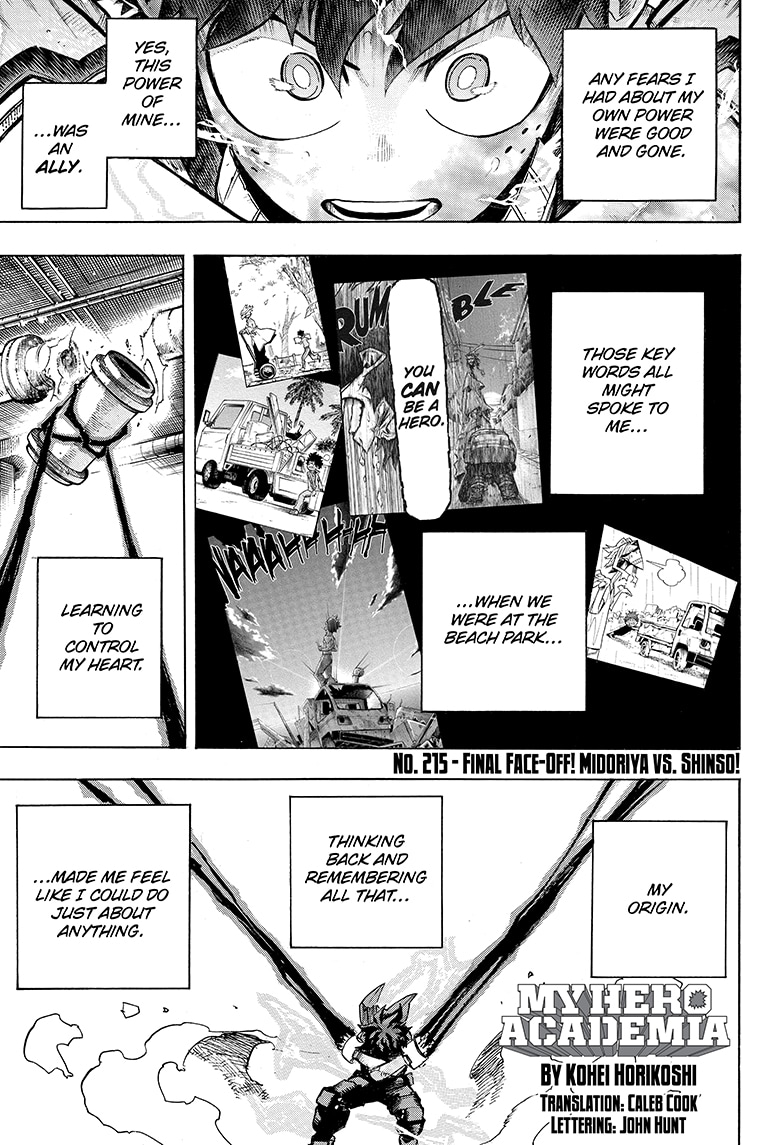 ANY FEARS I
HAD ABOUT MY
OWN POWER
WERE GOOD
AND GONE.
YES,
THIS
POWER
OF
MINE...
...WAS
AN
ALLY.
THOSE KEY
WORDS ALL
MIGHT
SPOKE TO
ME...
BLE
RUM
YOU
CAN
BE A
HERO.
...WHEN WE
WERE AT THE
BEACH PARK...
LEARNING
TO
CONTROL
MY HEART.
NO. 215 - FINAL FACE-OFF! MIDORIYA VS. SHINSO!
MY
ORIGIN.
THINKING
BACK AND
REMEMBERING
ALL THAT...
...MADE ME FEEL
LIKE I COULD DO
JUST ABOUT
ANYTHING.
MY HERO
ACADEMIA
BY KOHEI HORIKOSHI
TRANSLATION: CALEB COOK
LETTERING: JOHN HUNT